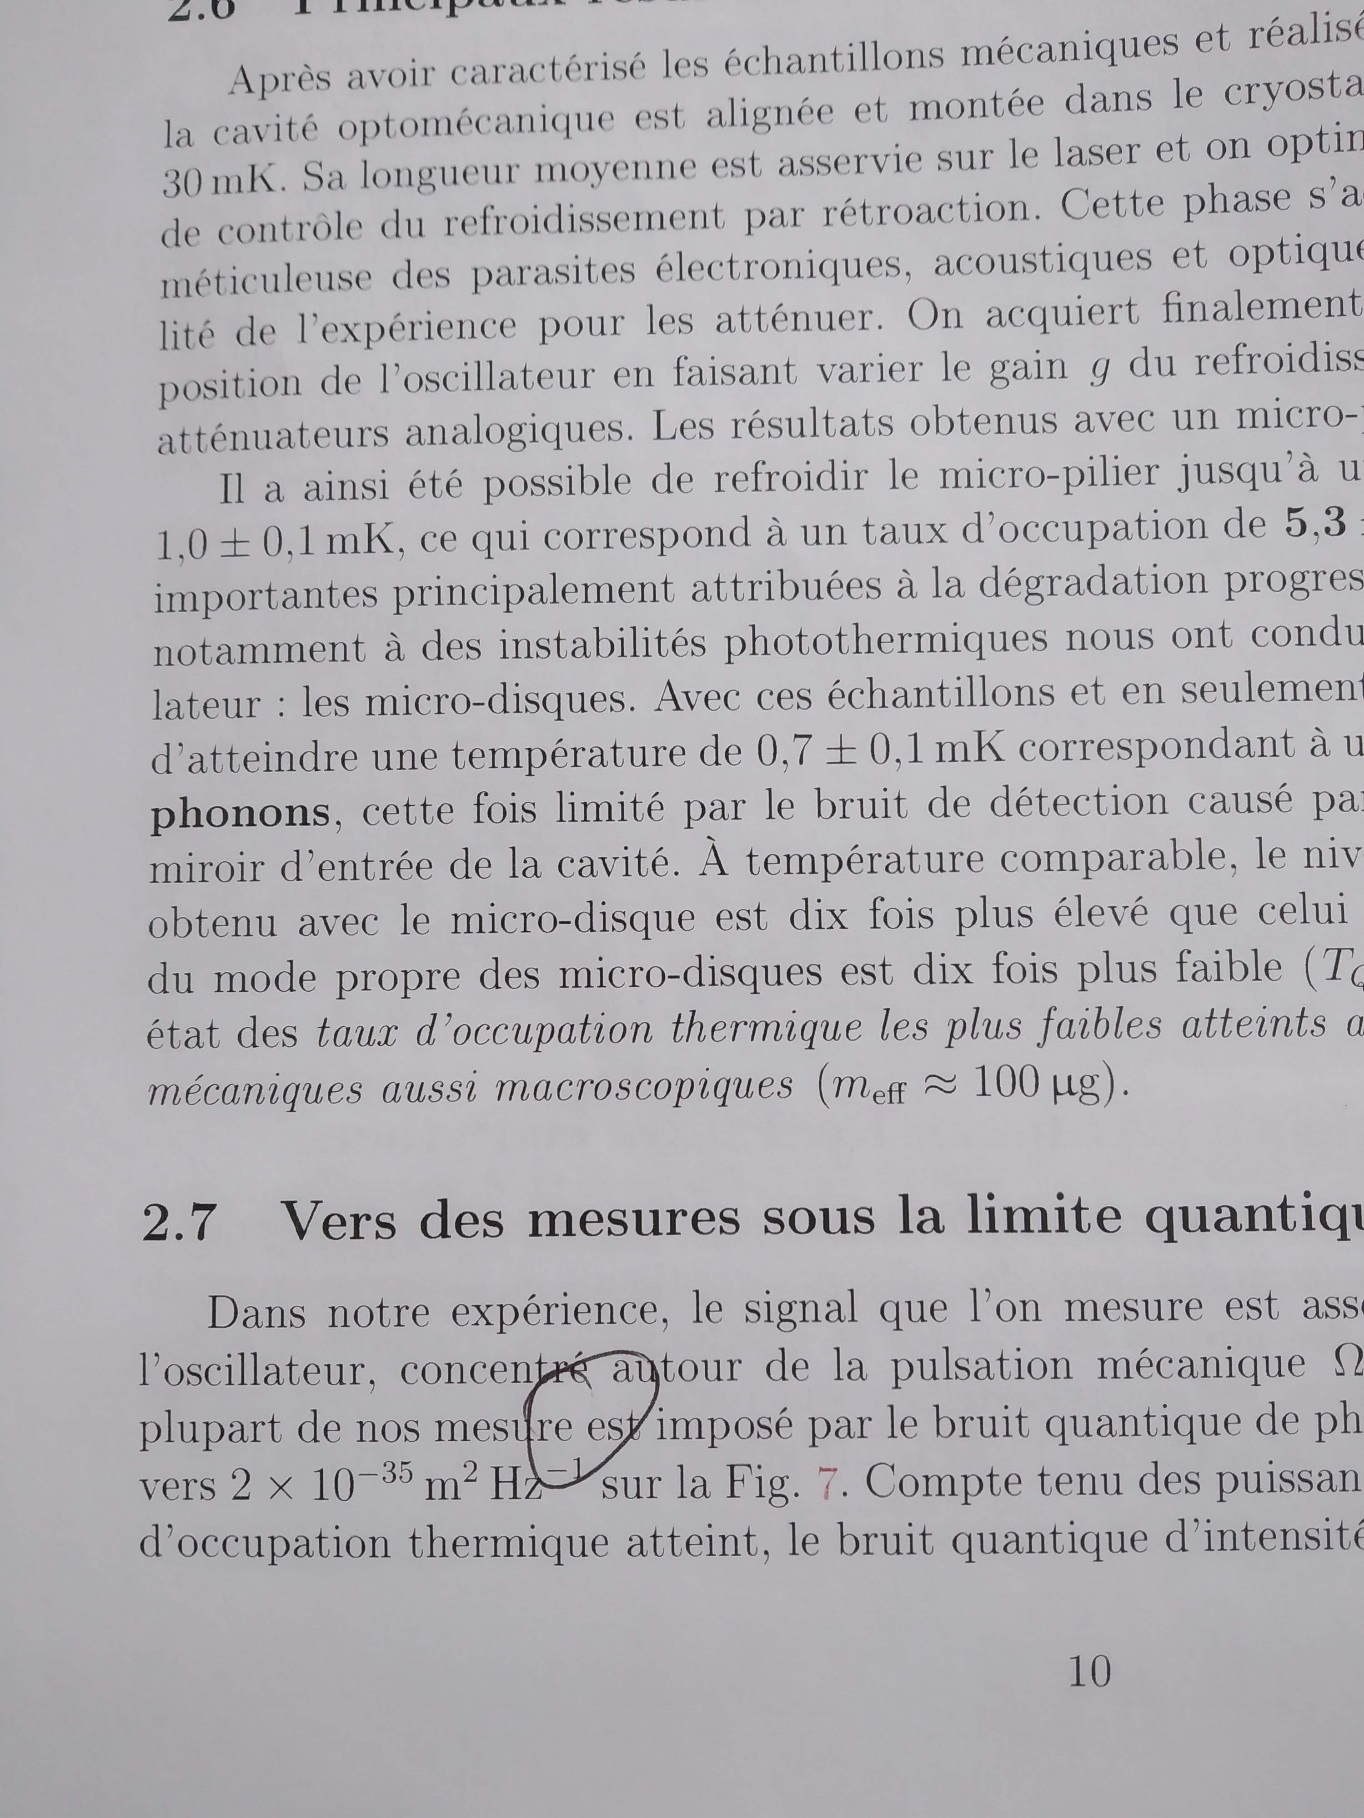 2.6
Après avoir caractérisé les échantillons mécaniques et réalisé
la cavité optomécanique est alignée et montée dans le cryosta
30 mK. Sa longueur moyenne est asservie sur le laser et on optim
de contrôle du refroidissement par rétroaction. Cette phase s'a
méticuleuse des parasites électroniques, acoustiques et optique
lité de l'expérience pour les atténuer. On acquiert finalement
position de l'oscillateur en faisant varier le gain g du refroidiss
atténuateurs analogiques. Les résultats obtenus avec un micro-
Il a ainsi été possible de refroidir le micro-pilier jusqu'à u
1,0 ± 0,1 mK, ce qui correspond à un taux d'occupation de 5,3
importantes principalement attribuées à la dégradation progres
notamment à des instabilités photothermiques nous ont condu
lateur : les micro-disques. Avec ces échantillons et en seulement
d'atteindre une température de 0,7 ± 0,1 mK correspondant à u
phonons, cette fois limité par le bruit de détection causé par
miroir d'entrée de la cavité. À température comparable, le niv
obtenu avec le micro-disque est dix fois plus élevé que celui
du mode propre des micro-disques est dix fois plus faible (T
état des taux d'occupation thermique les plus faibles atteints a
mécaniques aussi macroscopiques (m_eff ≈ 100 µg).
2.7 Vers des mesures sous la limite quantiqu
Dans notre expérience, le signal que l'on mesure est asso
l'oscillateur, concentré autour de la pulsation mécanique Ω
plupart de nos mesure est imposé par le bruit quantique de ph
vers 2 × 10⁻³⁵ m² Hz⁻¹ sur la Fig. 7. Compte tenu des puissan
d'occupation thermique atteint, le bruit quantique d'intensité
10